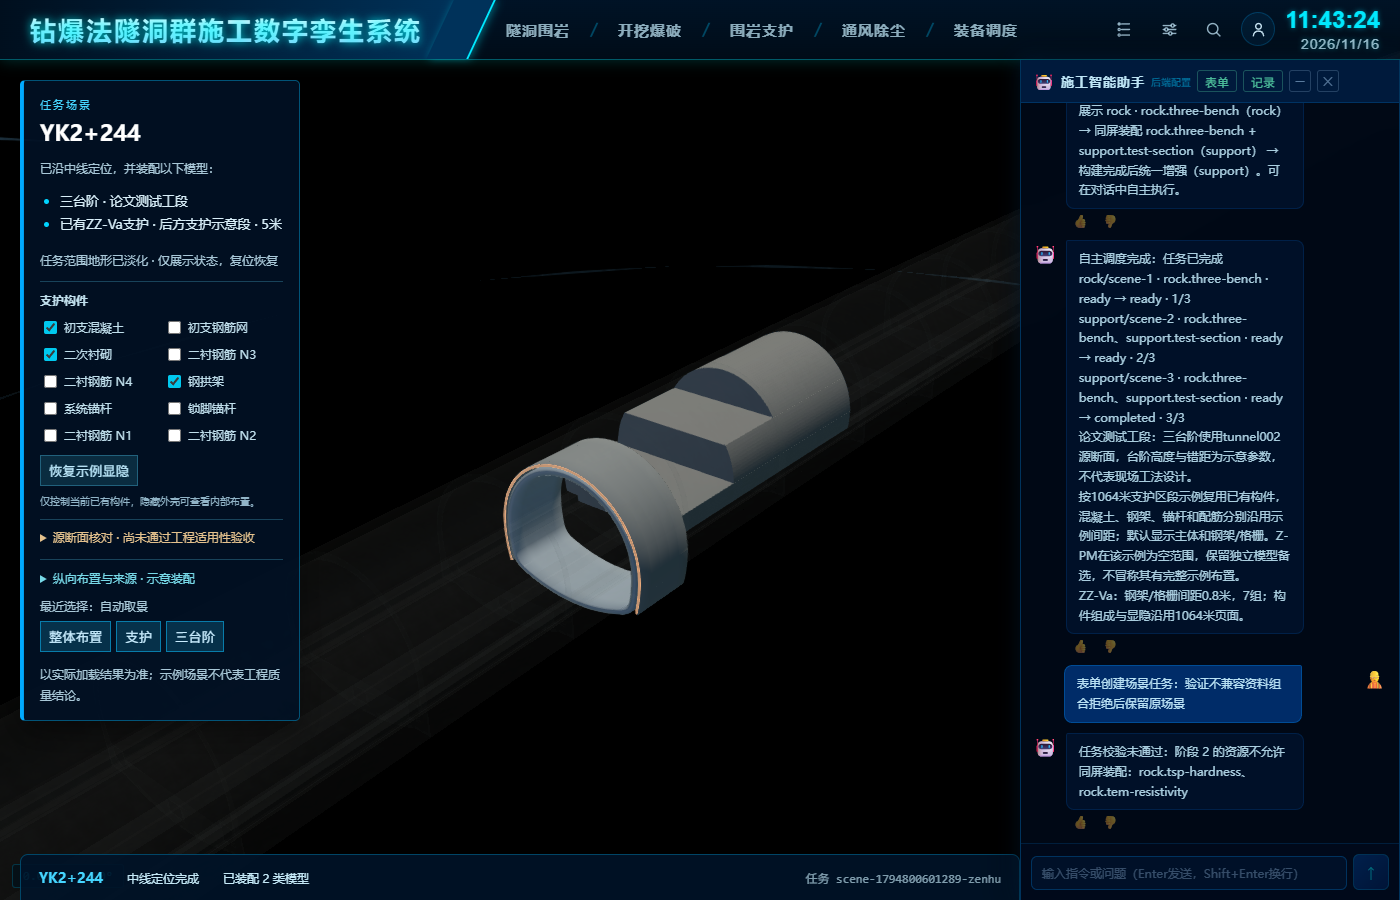 钻爆法隧洞群施工数字孪生系统
隧洞围岩 / 开挖爆破 / 围岩支护 / 通风除尘 / 装备调度
11:43:24
2026/11/16
任务场景
YK2+244
已沿中线定位，并装配以下模型：
三台阶 · 论文测试工段
已有ZZ-Va支护 · 后方支护示意段 · 5米
任务范围地形已淡化 · 仅展示状态，复位恢复
支护构件
初支混凝土 初支钢筋网
二次衬砌 二衬钢筋 N3
二衬钢筋 N4 钢拱架
系统锚杆 锁脚锚杆
二衬钢筋 N1 二衬钢筋 N2
恢复示例显隐
仅控制当前已有构件，隐藏外壳可查看内部布置。
源断面核对 · 尚未通过工程适用性验收
纵向布置与来源 · 示意装配
最近选择：自动取景
整体布置 支护 三台阶
以实际加载结果为准；示例场景不代表工程质
量结论。
YK2+244 中线定位完成 已装配 2 类模型
任务 scene-1794800601289-zenhu
施工智能助手 后端配置 表单 记录
展示 rock · rock.three-bench（rock）
→ 同屏装配 rock.three-bench +
support.test-section（support） →
构建完成后统一增强（support）。可
在对话中自主执行。
自主调度完成：任务已完成
rock/scene-1 · rock.three-bench ·
ready → ready · 1/3
support/scene-2 · rock.three-
bench、support.test-section · ready
→ ready · 2/3
support/scene-3 · rock.three-
bench、support.test-section · ready
→ completed · 3/3
论文测试工段：三台阶使用tunnel002
源断面，台阶高度与错距为示意参数，
不代表现场工法设计。
按1064米支护区段示例复用已有构件，
混凝土、钢架、锚杆和配筋分别沿用示
例间距；默认显示主体和钢架/格栅。Z-
PM在该示例为空范围，保留独立模型备
选，不冒称其有完整示例布置。
ZZ-Va：钢架/格栅间距0.8米，7组；构
件组成与显隐沿用1064米页面。
表单创建场景任务：验证不兼容资料组
合拒绝后保留原场景
任务校验未通过：阶段 2 的资源不允许
同屏装配：rock.tsp-hardness、
rock.tem-resistivity
输入指令或问题（Enter发送，Shift+Enter换行）